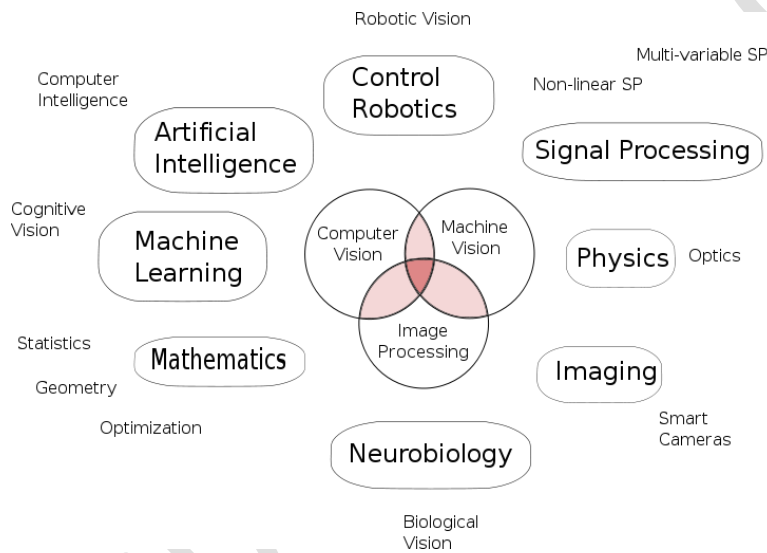 Robotic Vision
Multi-variable SP
Computer
Intelligence
Control
Robotics
Non-linear SP
Artificial
Intelligence
Signal Processing
Cognitive
Vision
Machine
Learning
Computer
Vision
Machine
Vision
Physics
Optics
Image
Processing
Statistics
Mathematics
Geometry
Imaging
Optimization
Smart
Cameras
Neurobiology
Biological
Vision